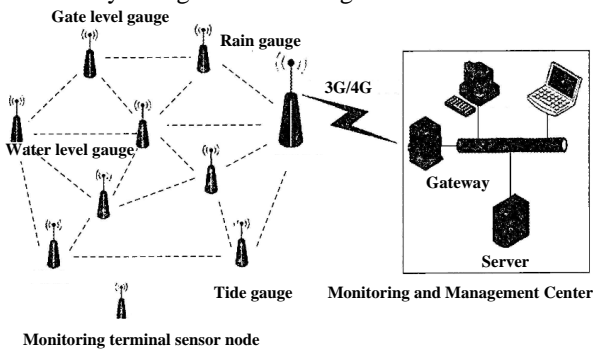 Gate level gauge
Rain gauge
3G/4G
Water level gauge
Gateway
Server
Tide gauge
Monitoring and Management Center
Monitoring terminal sensor node